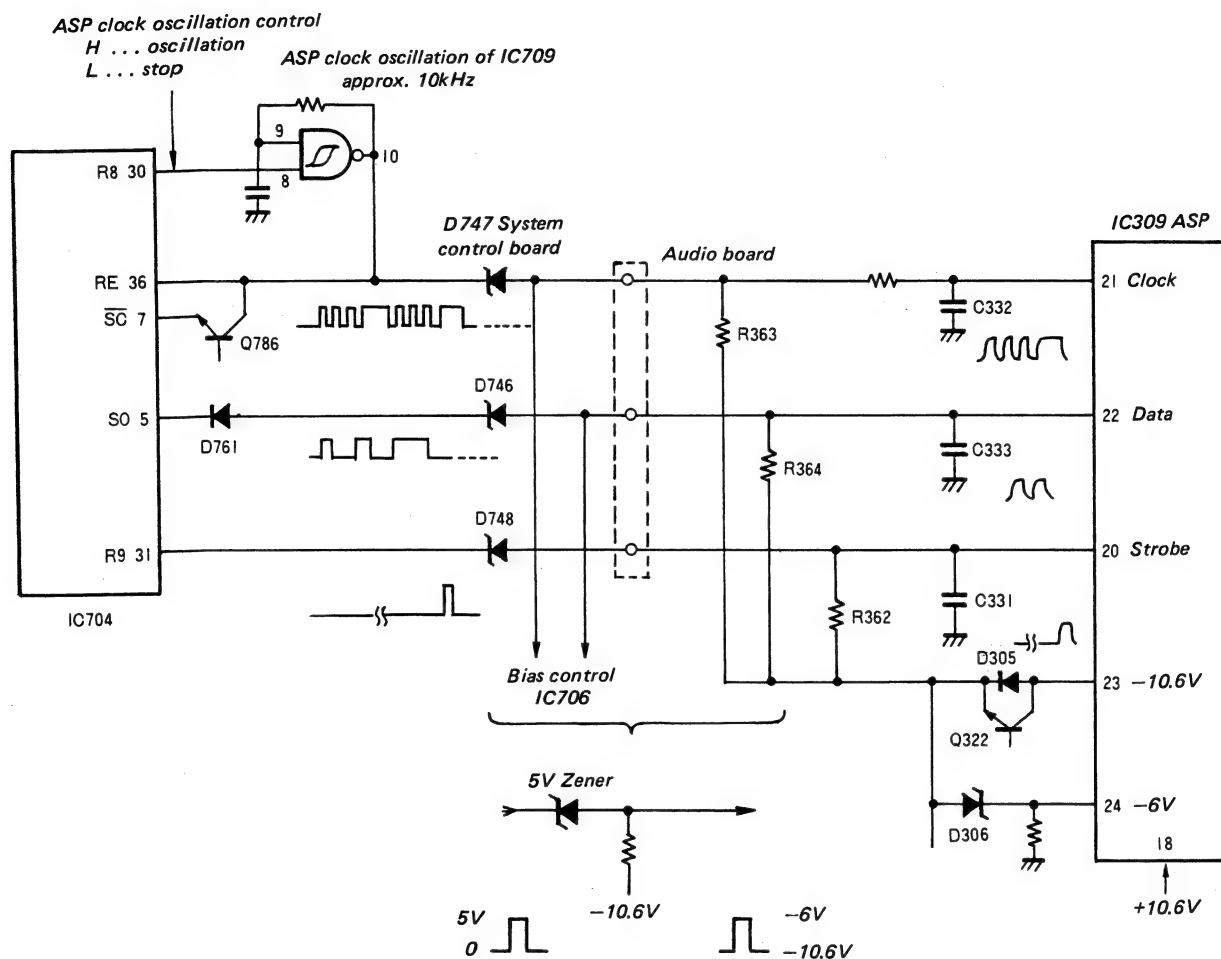 ASP clock oscillation control
H ... oscillation
L ... stop
ASP clock oscillation of IC709
approx. 10kHz
9
8
10
R8 30
RE 36
SC 7
SO 5
R9 31
IC704
Q786
D761
D747 System
control board
D746
D748
Audio board
IC309 ASP
R363
R364
R362
C332
C333
C331
21 Clock
22 Data
20 Strobe
23 -10.6V
24 -6V
18
+10.6V
D305
Q322
D306
Bias control
IC706
5V Zener
-10.6V
5V
0
-6V
-10.6V